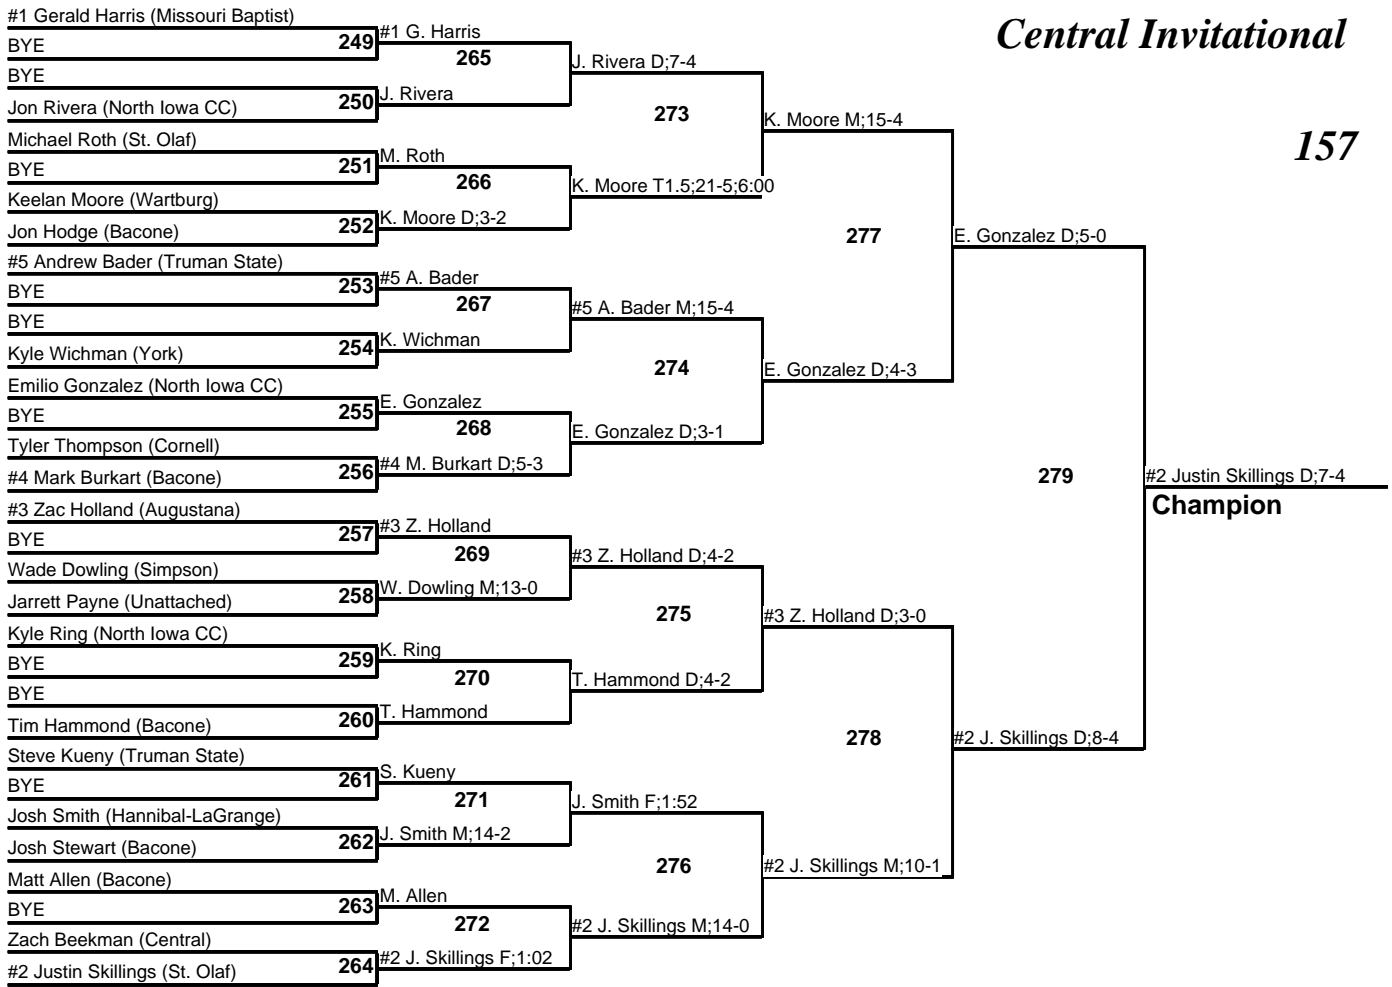 Central Invitational
157
#1 Gerald Harris (Missouri Baptist)
BYE
249
BYE
Jon Rivera (North Iowa CC)
250
Michael Roth (St. Olaf)
BYE
251
Keelan Moore (Wartburg)
Jon Hodge (Bacone)
252
#5 Andrew Bader (Truman State)
BYE
253
BYE
Kyle Wichman (York)
254
Emilio Gonzalez (North Iowa CC)
BYE
255
Tyler Thompson (Cornell)
#4 Mark Burkart (Bacone)
256
#3 Zac Holland (Augustana)
BYE
257
Wade Dowling (Simpson)
Jarrett Payne (Unattached)
258
Kyle Ring (North Iowa CC)
BYE
259
BYE
Tim Hammond (Bacone)
260
Steve Kueny (Truman State)
BYE
261
Josh Smith (Hannibal-LaGrange)
Josh Stewart (Bacone)
262
Matt Allen (Bacone)
BYE
263
Zach Beekman (Central)
#2 Justin Skillings (St. Olaf)
264
#1 G. Harris
265
J. Rivera
M. Roth
266
K. Moore D;3-2
#5 A. Bader
267
K. Wichman
E. Gonzalez
268
#4 M. Burkart D;5-3
#3 Z. Holland
269
W. Dowling M;13-0
K. Ring
270
T. Hammond
S. Kueny
271
J. Smith M;14-2
M. Allen
272
#2 J. Skillings F;1:02
J. Rivera D;7-4
273
K. Moore T1.5;21-5;6:00
#5 A. Bader M;15-4
274
E. Gonzalez D;3-1
#3 Z. Holland D;4-2
275
T. Hammond D;4-2
J. Smith F;1:52
276
#2 J. Skillings M;14-0
K. Moore M;15-4
277
E. Gonzalez D;4-3
#3 Z. Holland D;3-0
278
#2 J. Skillings M;10-1
E. Gonzalez D;5-0
279
#2 J. Skillings D;8-4
#2 Justin Skillings D;7-4
Champion